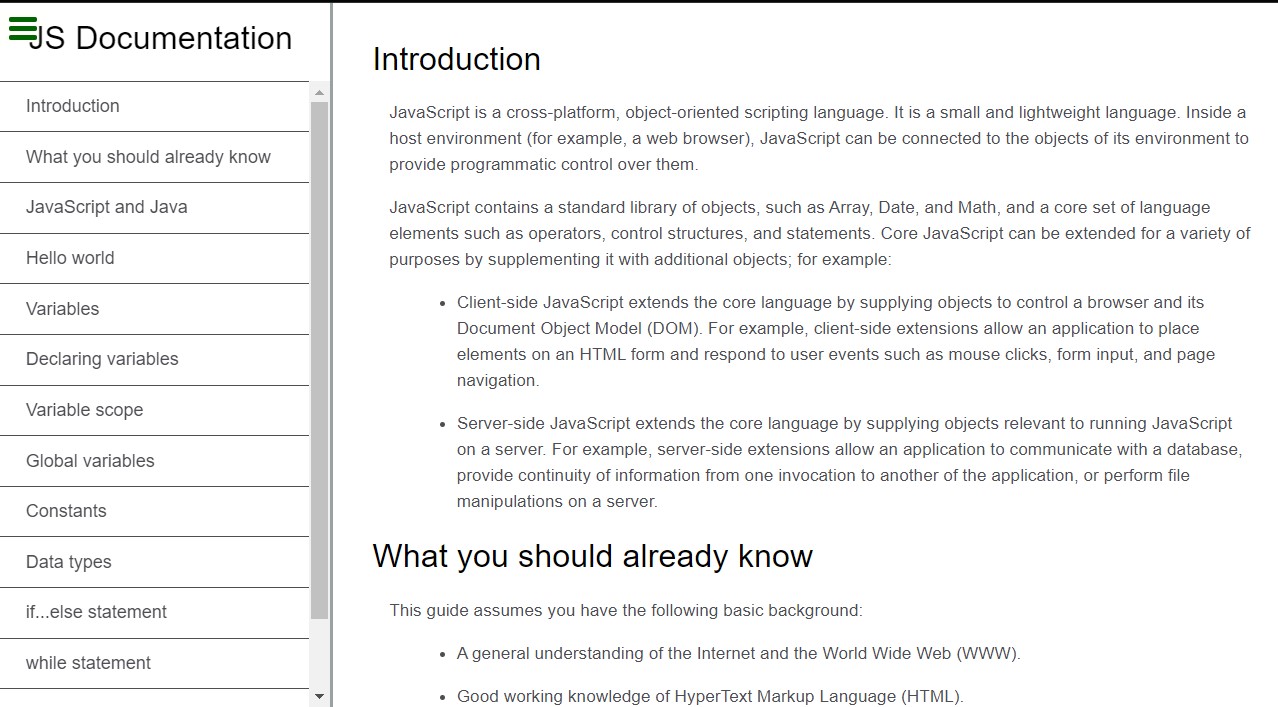 JS Documentation
Introduction
What you should already know
JavaScript and Java
Hello world
Variables
Declaring variables
Variable scope
Global variables
Constants
Data types
if...else statement
while statement
Introduction
JavaScript is a cross-platform, object-oriented scripting language. It is a small and lightweight language. Inside a
host environment (for example, a web browser), JavaScript can be connected to the objects of its environment to
provide programmatic control over them.
JavaScript contains a standard library of objects, such as Array, Date, and Math, and a core set of language
elements such as operators, control structures, and statements. Core JavaScript can be extended for a variety of
purposes by supplementing it with additional objects; for example:
• Client-side JavaScript extends the core language by supplying objects to control a browser and its
Document Object Model (DOM). For example, client-side extensions allow an application to place
elements on an HTML form and respond to user events such as mouse clicks, form input, and page
navigation.
• Server-side JavaScript extends the core language by supplying objects relevant to running JavaScript
on a server. For example, server-side extensions allow an application to communicate with a database,
provide continuity of information from one invocation to another of the application, or perform file
manipulations on a server.
What you should already know
This guide assumes you have the following basic background:
• A general understanding of the Internet and the World Wide Web (WWW).
• Good working knowledge of HyperText Markup Language (HTML).